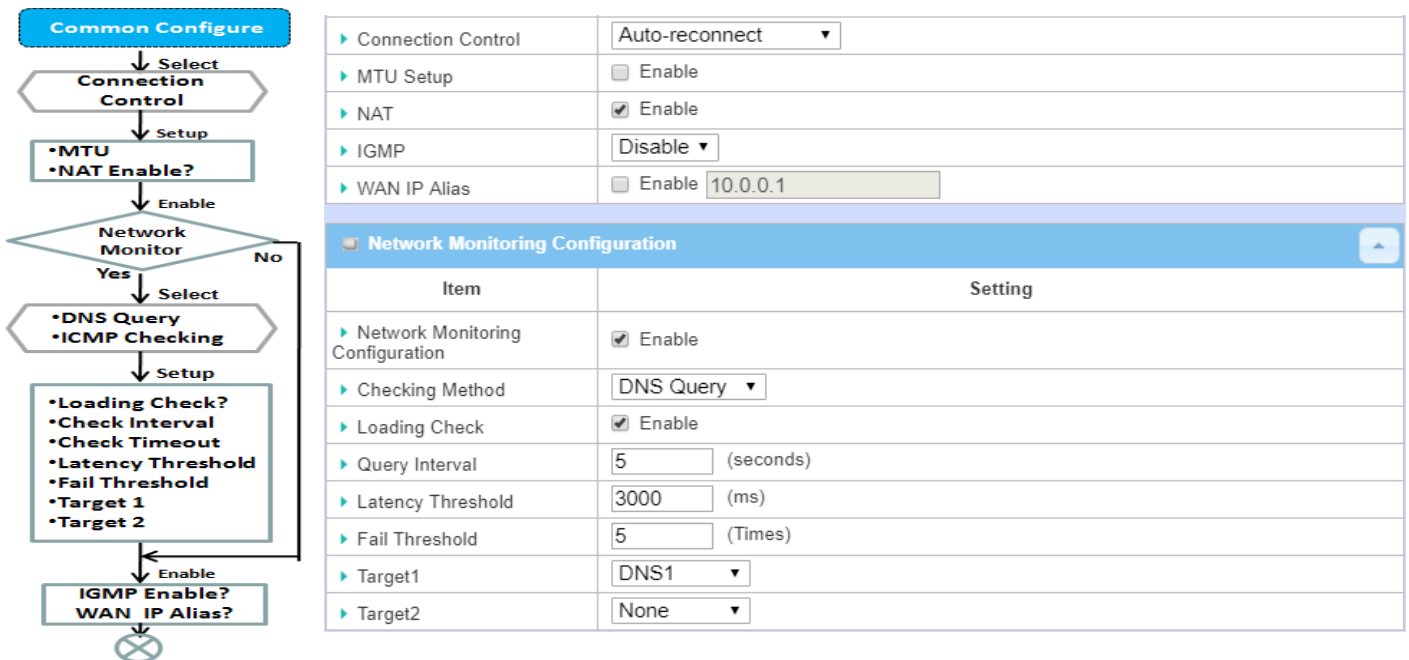 Common Configure
Select
Connection
Control
Setup
•MTU
•NAT Enable?
Enable
Network
Monitor
No
Yes
Select
•DNS Query
•ICMP Checking
Setup
•Loading Check?
•Check Interval
•Check Timeout
•Latency Threshold
•Fail Threshold
•Target 1
•Target 2
Enable
IGMP Enable?
WAN IP Alias?
Connection Control Auto-reconnect
MTU Setup Enable
NAT Enable
IGMP Disable
WAN IP Alias Enable 10.0.0.1
Network Monitoring Configuration
Item Setting
Network Monitoring
Configuration Enable
Checking Method DNS Query
Loading Check Enable
Query Interval 5 (seconds)
Latency Threshold 3000 (ms)
Fail Threshold 5 (Times)
Target1 DNS1
Target2 None